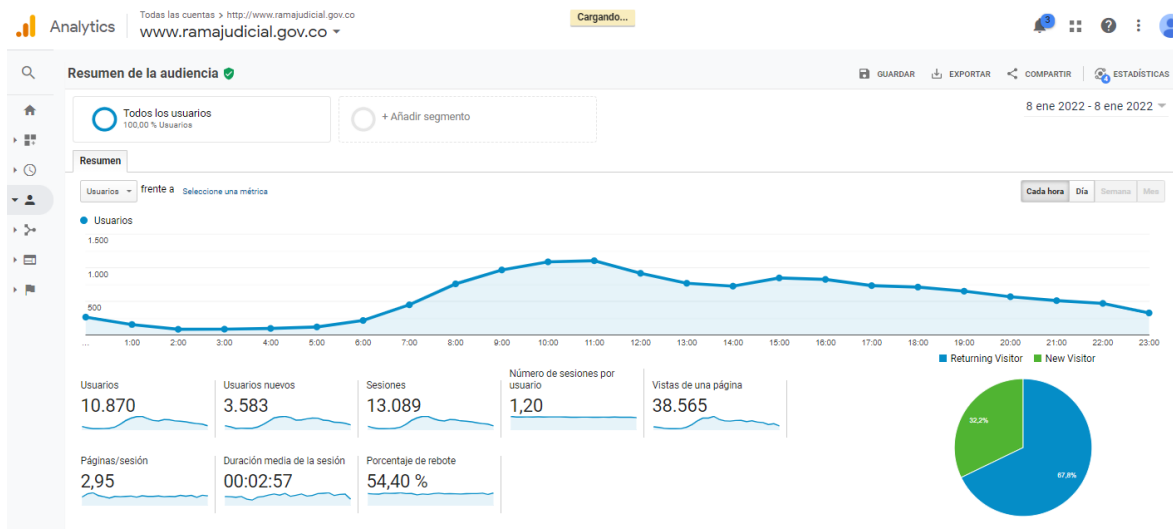 Analytics
Todas las cuentas > http://www.ramajudicial.gov.co
www.ramajudicial.gov.co
Cargando...
3
Resumen de la audiencia
GUARDAR
EXPORTAR
COMPARTIR
4
ESTADÍSTICAS
Todos los usuarios
100,00 % Usuarios
+ Añadir segmento
8 ene 2022 - 8 ene 2022
Resumen
Usuarios
frente a
Seleccione una métrica
Cada hora
Día
Semana
Mes
Usuarios
1.500
1.000
500
... 1:00 2:00 3:00 4:00 5:00 6:00 7:00 8:00 9:00 10:00 11:00 12:00 13:00 14:00 15:00 16:00 17:00 18:00 19:00 20:00 21:00 22:00 23:00
Returning Visitor
New Visitor
Usuarios
10.870
Usuarios nuevos
3.583
Sesiones
13.089
Número de sesiones por
usuario
1,20
Vistas de una página
38.565
Páginas/sesión
2,95
Duración media de la sesión
00:02:57
Porcentaje de rebote
54,40 %
32,2%
67,8%